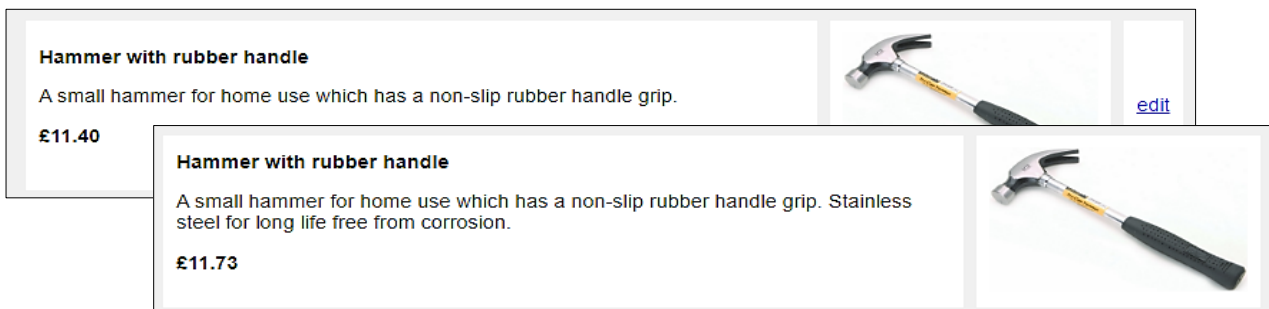 Hammer with rubber handle
A small hammer for home use which has a non-slip rubber handle grip.
edit
£11.40
Hammer with rubber handle
A small hammer for home use which has a non-slip rubber handle grip. Stainless
steel for long life free from corrosion.
£11.73